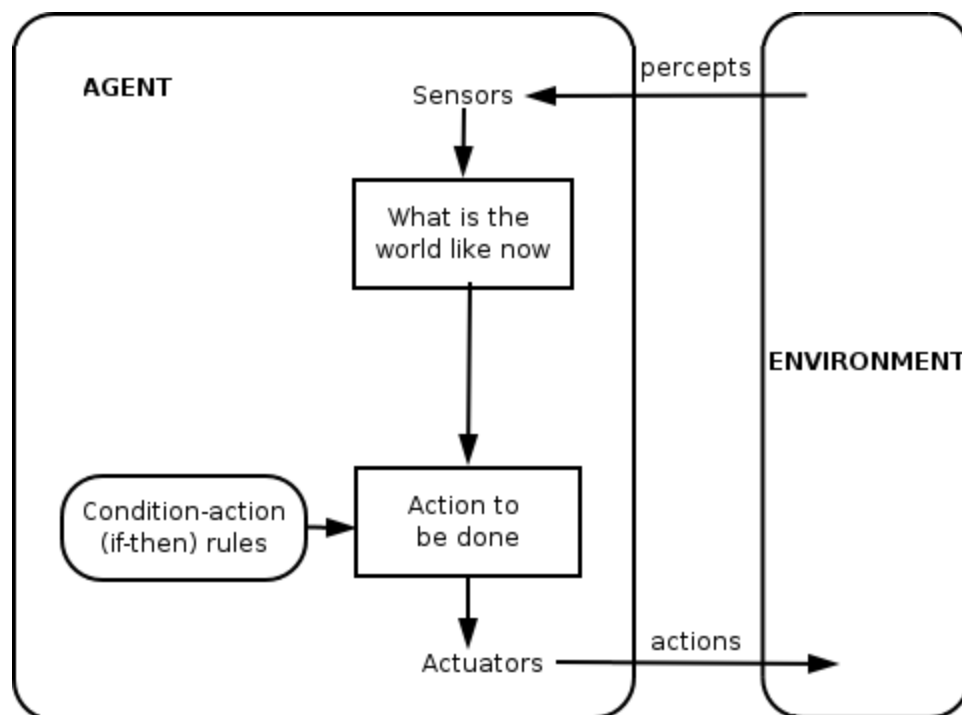 AGENT
percepts
Sensors
What is the
world like now
ENVIRONMENT
Condition-action
(if-then) rules
Action to
be done
Actuators
actions